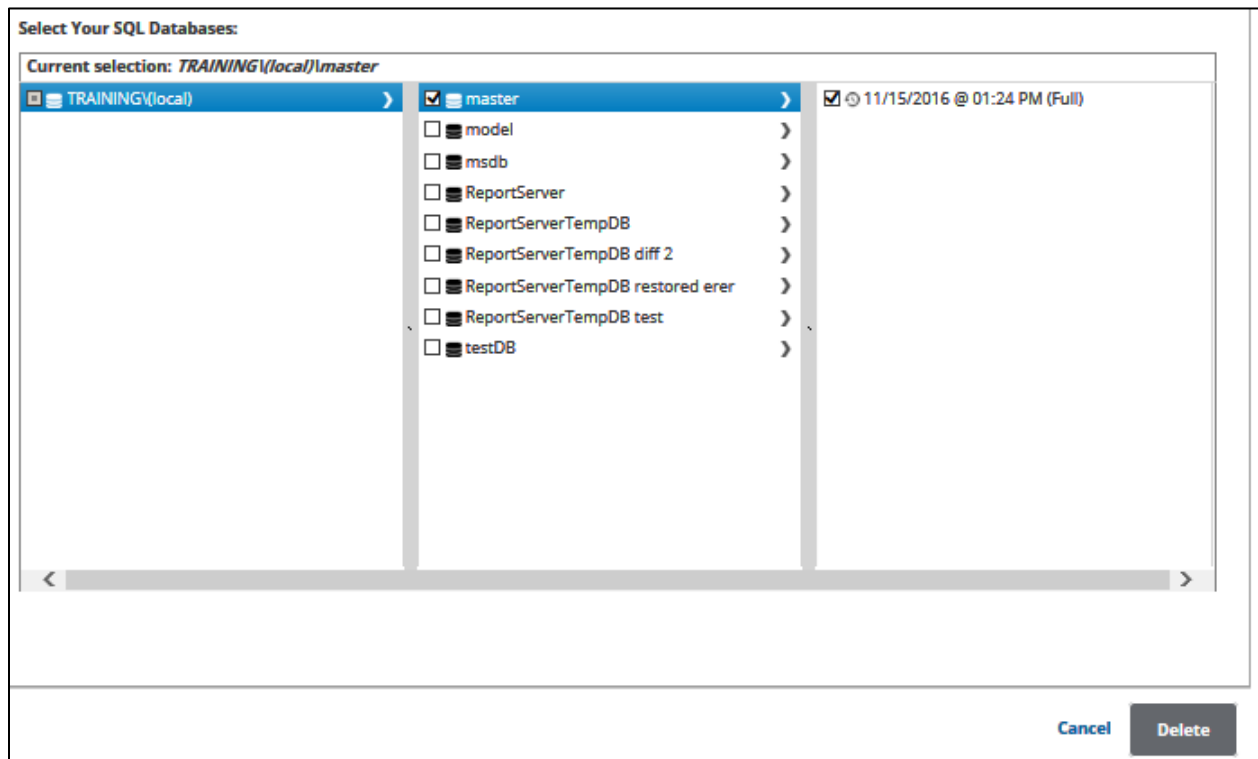 Select Your SQL Databases:
Current selection: TRAINING\(local)\master
TRAINING\(local)
master
model
msdb
ReportServer
ReportServerTempDB
ReportServerTempDB diff 2
ReportServerTempDB restored erer
ReportServerTempDB test
testDB
11/15/2016 @ 01:24 PM (Full)
Cancel
Delete